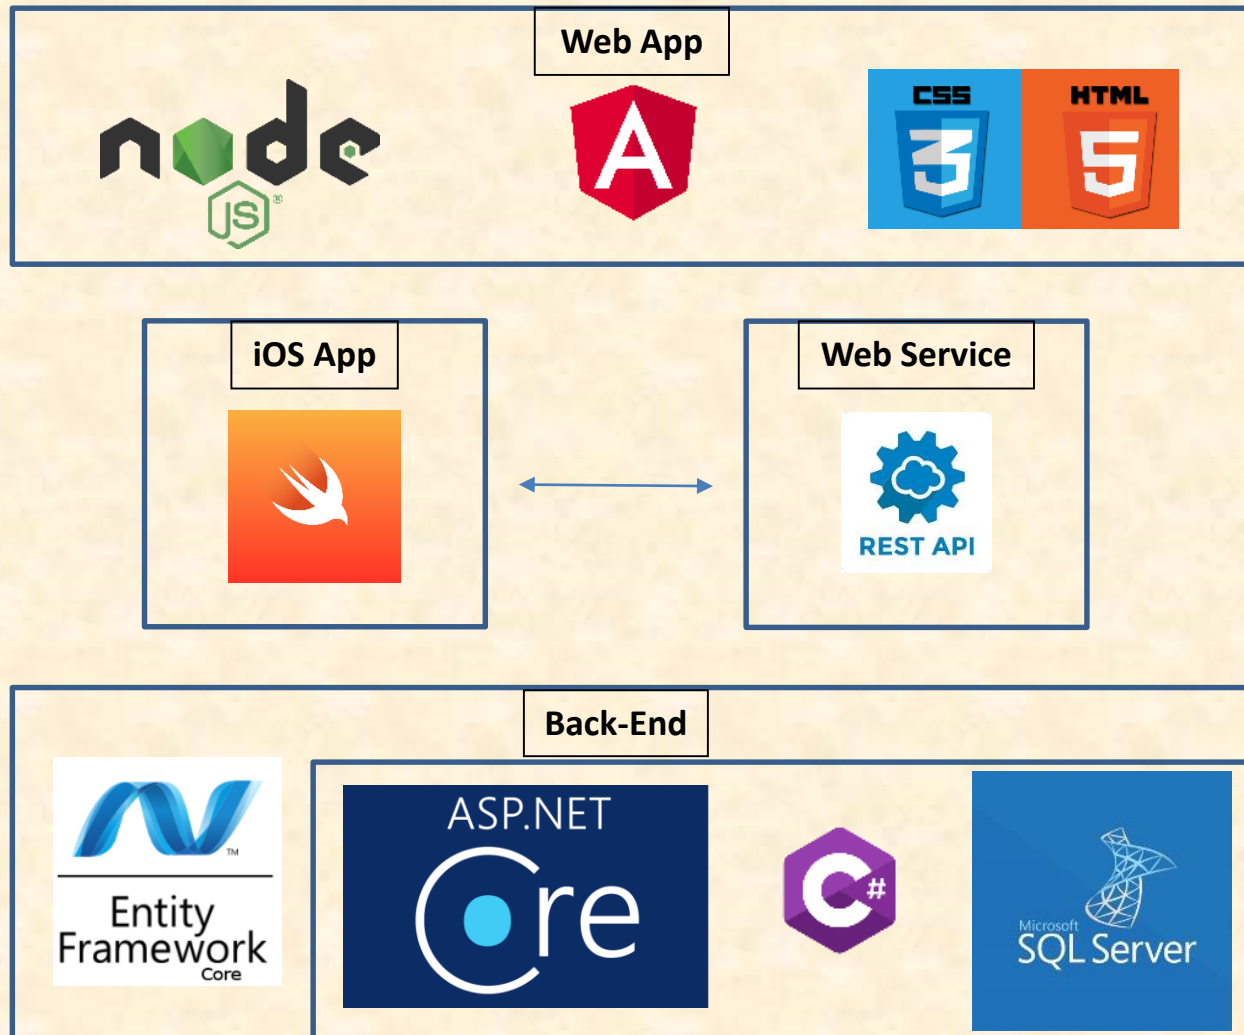 Web App
node
JS®
A
CSS
3
HTML
5
iOS App
Web Service
REST API
Back-End
TM
Entity
Framework
Core
ASP.NET
Core
C#
Microsoft
SQL Server